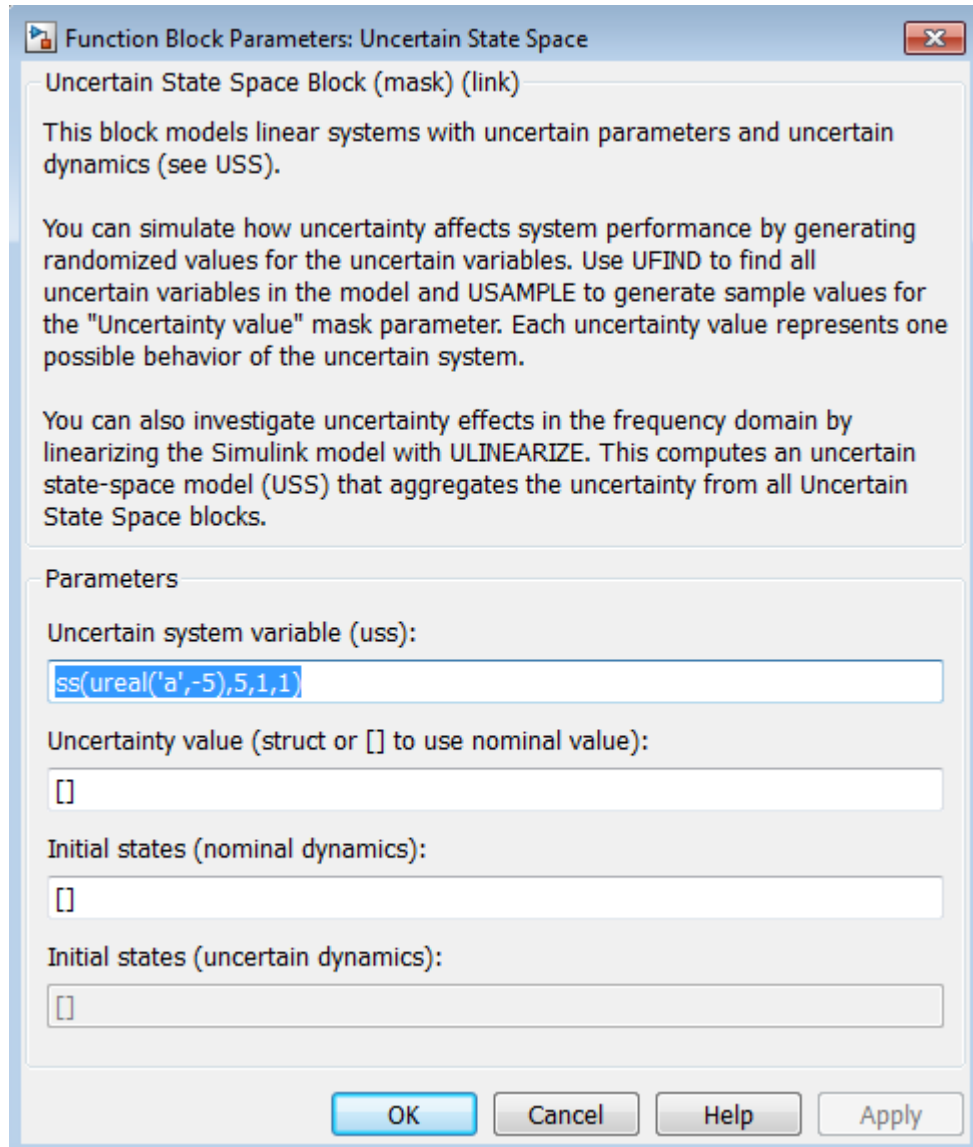 Function Block Parameters: Uncertain State Space
Uncertain State Space Block (mask) (link)
This block models linear systems with uncertain parameters and uncertain
dynamics (see USS).
You can simulate how uncertainty affects system performance by generating
randomized values for the uncertain variables. Use UFIND to find all
uncertain variables in the model and USAMPLE to generate sample values for
the "Uncertainty value" mask parameter. Each uncertainty value represents one
possible behavior of the uncertain system.
You can also investigate uncertainty effects in the frequency domain by
linearizing the Simulink model with ULINEARIZE. This computes an uncertain
state-space model (USS) that aggregates the uncertainty from all Uncertain
State Space blocks.
Parameters
Uncertain system variable (uss):
ss(ureal('a',-5),5,1,1)
Uncertainty value (struct or [] to use nominal value):
[]
Initial states (nominal dynamics):
[]
Initial states (uncertain dynamics):
[]
OK Cancel Help Apply